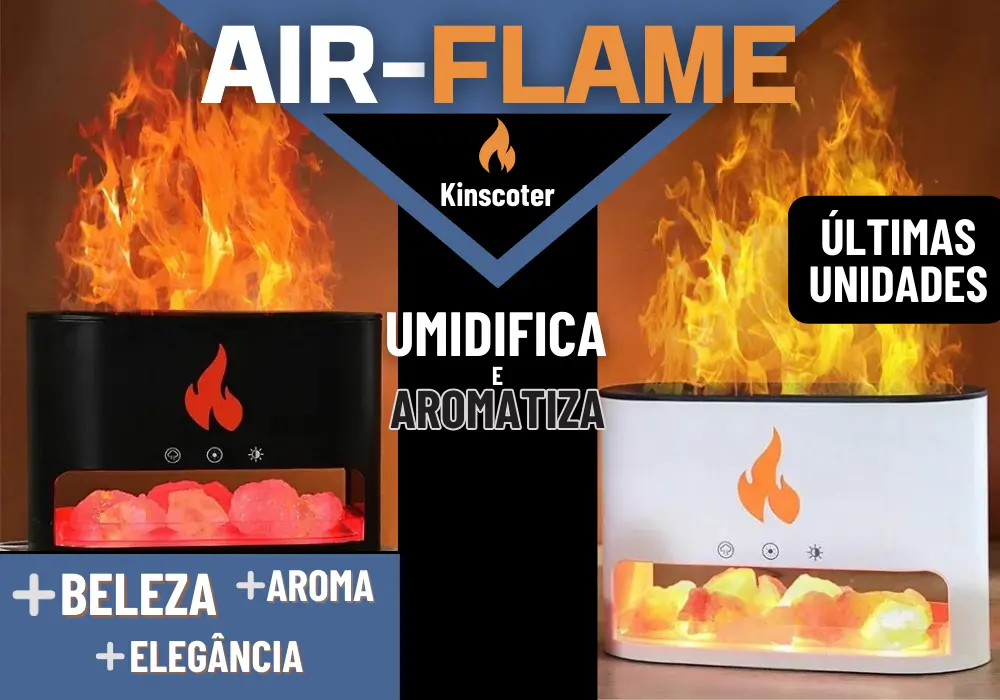 AIR-FLAME
Kinscoter
ÚLTIMAS
UNIDADES
UMIDIFICA
E
AROMATIZA
+BELEZA
+AROMA
+ELEGÂNCIA